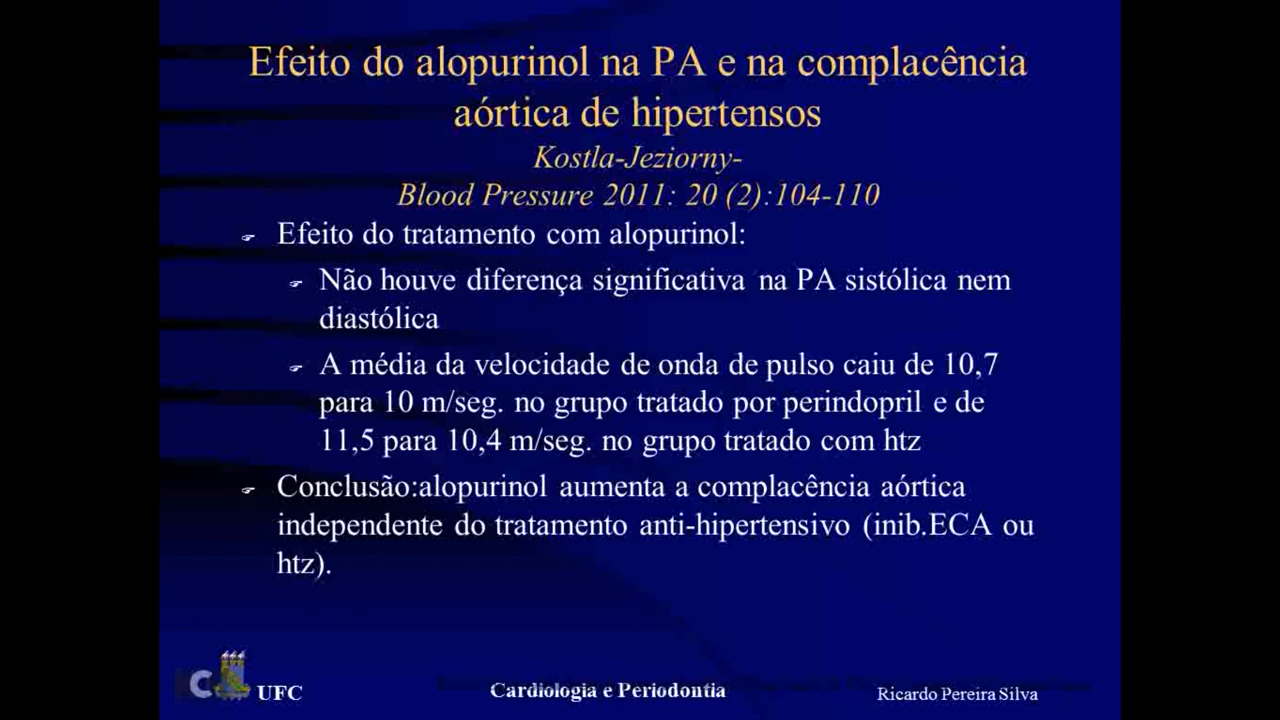 Efeito do alopurinol na PA e na complacência
aórtica de hipertensos
Kostla-Jeziorny-
Blood Pressure 2011: 20 (2):104-110
Efeito do tratamento com alopurinol:
Não houve diferença significativa na PA sistólica nem
diastólica
A média da velocidade de onda de pulso caiu de 10,7
para 10 m/seg. no grupo tratado por perindopril e de
11,5 para 10,4 m/seg. no grupo tratado com htz
Conclusão:alopurinol aumenta a complacência aórtica
independente do tratamento anti-hipertensivo (inib.ECA ou
htz).
UFC
Cardiologia e Periodontia
Ricardo Pereira Silva